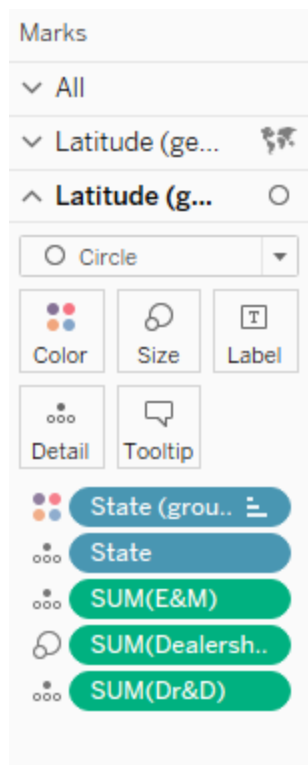 Marks
All
Latitude (ge...
Latitude (g...
Circle
Color Size T Label
Detail Tooltip
State (grou..
State
SUM(E&M)
SUM(Dealersh..
SUM(Dr&D)